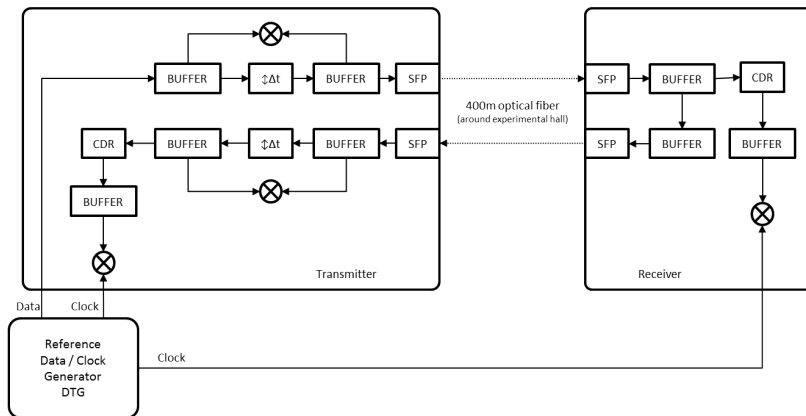 BUFFER
↕Δt
BUFFER
SFP
SFP
BUFFER
CDR
400m optical fiber
(around experimental hall)
CDR
BUFFER
↕Δt
BUFFER
SFP
SFP
BUFFER
BUFFER
BUFFER
Transmitter
Receiver
Data
Clock
Reference
Data / Clock
Generator
DTG
Clock